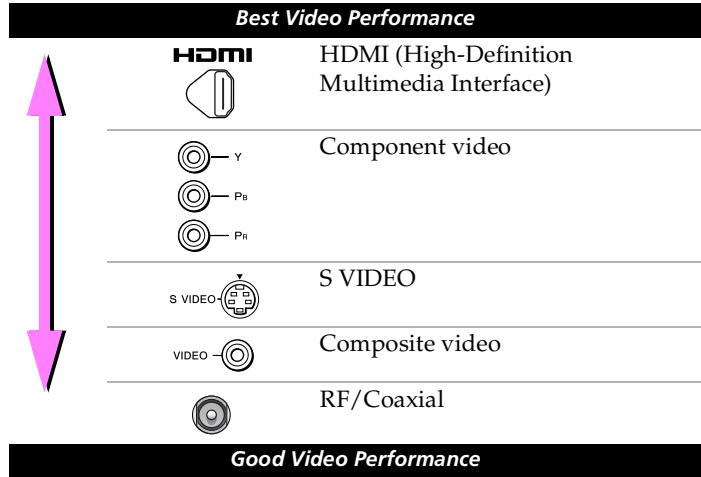 Best Video Performance
HDMI
HDMI (High-Definition
Multimedia Interface)
Component video
Y
PB
PR
S VIDEO
S VIDEO
Composite video
VIDEO
RF/Coaxial
Good Video Performance